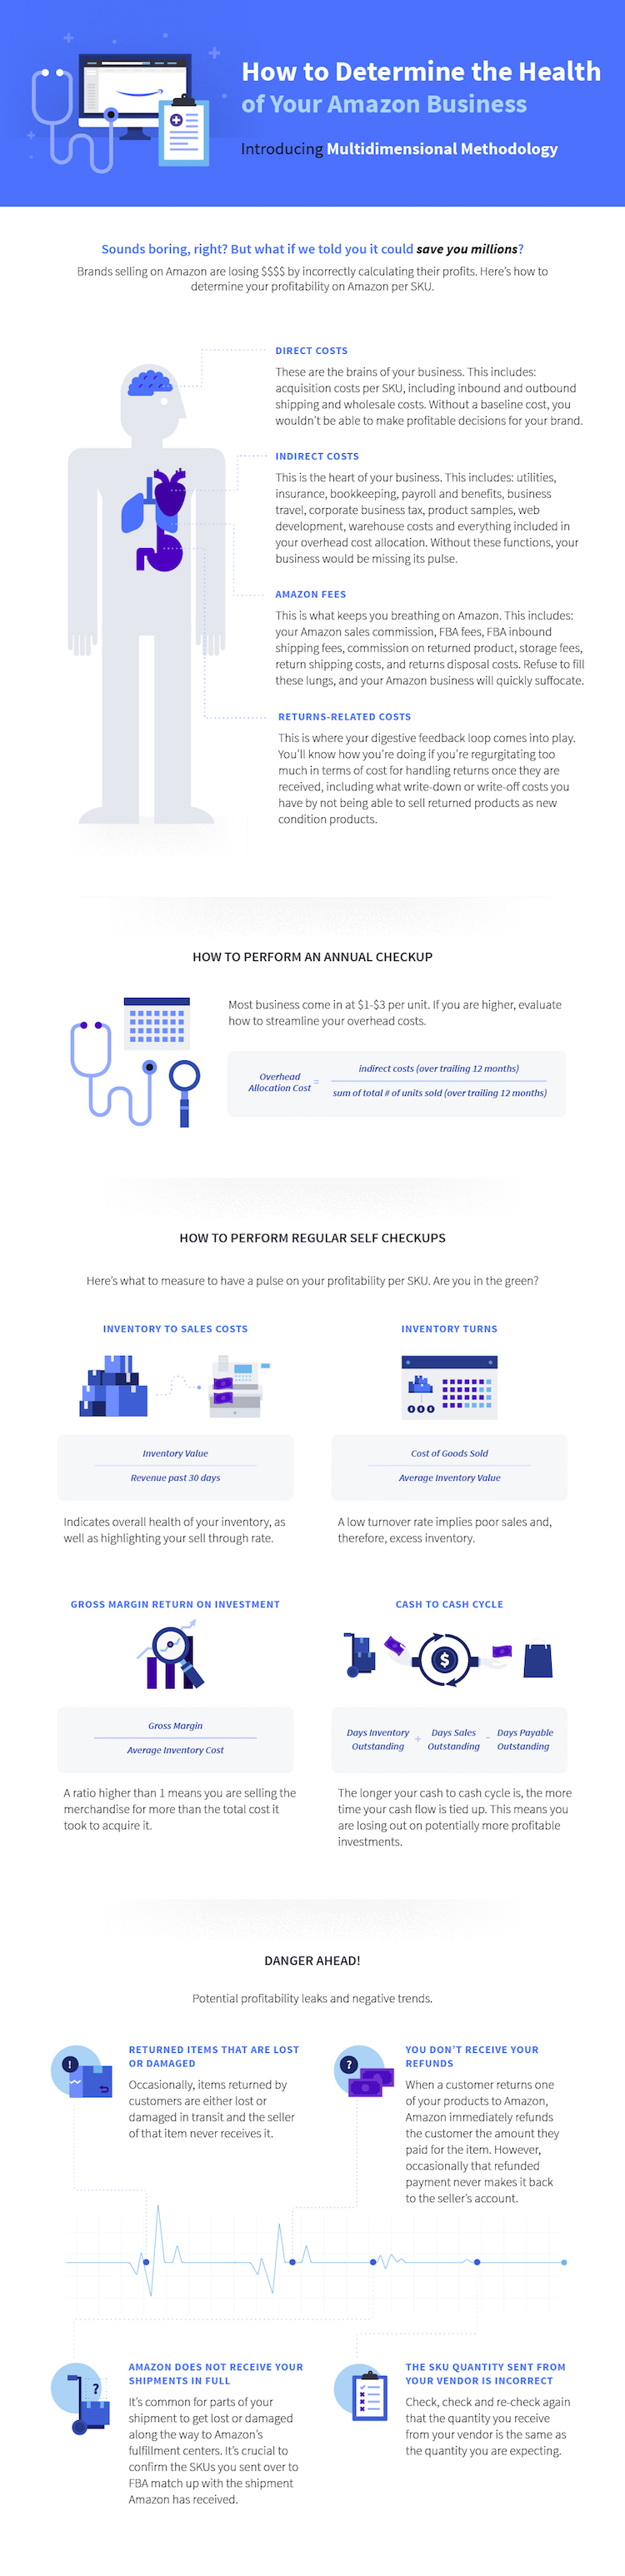 How to Determine the Health
of Your Amazon Business
Introducing Multidimensional Methodology
Sounds boring, right? But what if we told you it could save you millions?
Brands selling on Amazon are losing $$$$ by incorrectly calculating their profits. Here's how to
determine your profitability on Amazon per SKU.
DIRECT COSTS
These are the brains of your business. This includes:
acquisition costs per SKU, including inbound and outbound
shipping and wholesale costs. Without a baseline cost, you
wouldn't be able to make profitable decisions for your brand.
INDIRECT COSTS
This is the heart of your business. This includes: utilities,
insurance, bookkeeping, payroll and benefits, business
travel, corporate business tax, product samples, web
development, warehouse costs and everything included in
your overhead cost allocation. Without these functions, your
business would be missing its pulse.
AMAZON FEES
This is what keeps you breathing on Amazon. This includes:
your Amazon sales commission, FBA fees, FBA inbound
shipping fees, commission on returned product, storage fees,
return shipping costs, and returns disposal costs. Refuse to fill
these lungs, and your Amazon business will quickly suffocate.
RETURNS-RELATED COSTS
This is where your digestive feedback loop comes into play.
You'll know how you're doing if you're regurgitating too
much in terms of cost for handling returns once they are
received, including what write-down or write-off costs you
have by not being able to sell returned products as new
condition products.
HOW TO PERFORM AN ANNUAL CHECKUP
Most business come in at $1-$3 per unit. If you are higher, evaluate
how to streamline your overhead costs.
Overhead
Allocation Cost =
indirect costs (over trailing 12 months)
sum of total # of units sold (over trailing 12 months)
HOW TO PERFORM REGULAR SELF CHECKUPS
Here's what to measure to have a pulse on your profitability per SKU. Are you in the green?
INVENTORY TO SALES COSTS
Inventory Value
Revenue past 30 days
Indicates overall health of your inventory, as
well as highlighting your sell through rate.
INVENTORY TURNS
Cost of Goods Sold
Average Inventory Value
A low turnover rate implies poor sales and,
therefore, excess inventory.
GROSS MARGIN RETURN ON INVESTMENT
Gross Margin
Average Inventory Cost
A ratio higher than 1 means you are selling the
merchandise for more than the total cost it
took to acquire it.
CASH TO CASH CYCLE
$
Days Inventory + Days Sales - Days Payable
Outstanding Outstanding Outstanding
The longer your cash to cash cycle is, the more
time your cash flow is tied up. This means you
are losing out on potentially more profitable
investments.
DANGER AHEAD!
Potential profitability leaks and negative trends.
!
RETURNED ITEMS THAT ARE LOST
OR DAMAGED
Occasionally, items returned by
customers are either lost or
damaged in transit and the seller
of that item never receives it.
?
YOU DON'T RECEIVE YOUR
REFUNDS
When a customer returns one
of your products to Amazon,
Amazon immediately refunds
the customer the amount they
paid for the item. However,
occasionally that refunded
payment never makes it back
to the seller's account.
?
AMAZON DOES NOT RECEIVE YOUR
SHIPMENTS IN FULL
It's common for parts of your
shipment to get lost or damaged
along the way to Amazon's
fulfillment centers. It's crucial to
confirm the SKUs you sent over to
FBA match up with the shipment
Amazon has received.
THE SKU QUANTITY SENT FROM
YOUR VENDOR IS INCORRECT
Check, check and re-check again
that the quantity you receive
from your vendor is the same as
the quantity you are expecting.